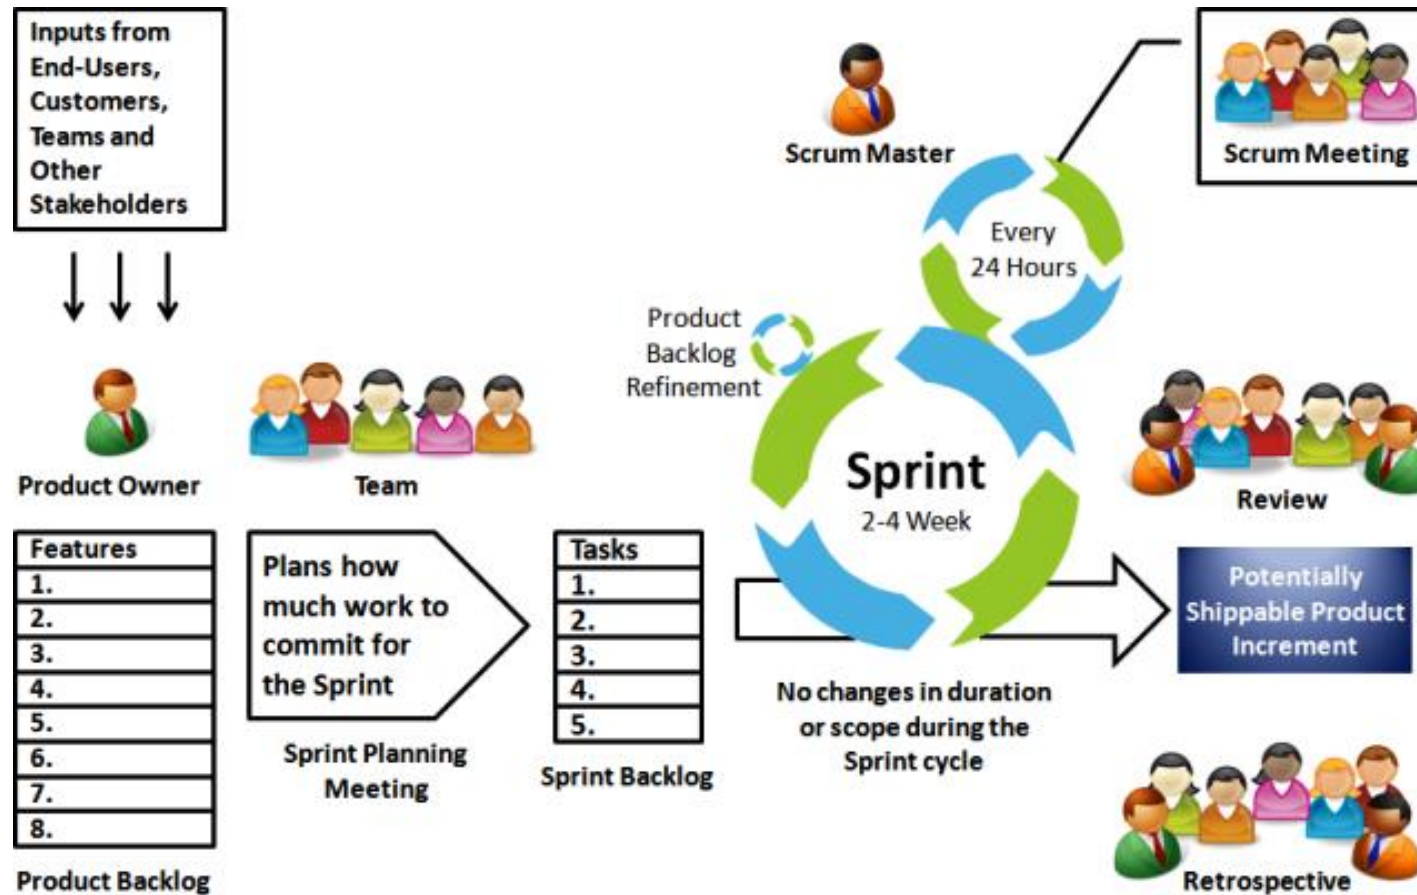 Inputs from
End-Users,
Customers,
Teams and
Other
Stakeholders
Product Owner
Team
Features
1.
2.
3.
4.
5.
6.
7.
8.
Product Backlog
Plans how
much work to
commit for
the Sprint
Sprint Planning
Meeting
Tasks
1.
2.
3.
4.
5.
Sprint Backlog
Scrum Master
Every
24 Hours
Scrum Meeting
Product
Backlog
Refinement
Sprint
2-4 Week
No changes in duration
or scope during the
Sprint cycle
Review
Potentially
Shippable Product
Increment
Retrospective